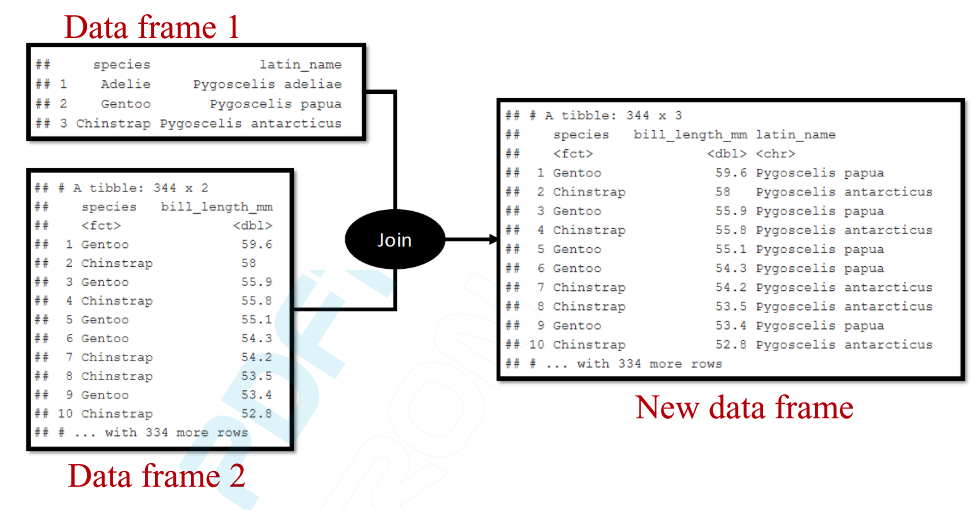 Data frame 1
## species latin_name
## 1 Adelie Pygoscelis adeliae
## 2 Gentoo Pygoscelis papua
## 3 Chinstrap Pygoscelis antarcticus
## # A tibble: 344 x 2
## species bill_length_mm
## <fct> <dbl>
## 1 Gentoo 59.6
## 2 Chinstrap 58
## 3 Gentoo 55.9
## 4 Chinstrap 55.8
## 5 Gentoo 55.1
## 6 Gentoo 54.3
## 7 Chinstrap 54.2
## 8 Chinstrap 53.5
## 9 Gentoo 53.4
## 10 Chinstrap 52.8
## # ... with 334 more rows
Data frame 2
Join
## # A tibble: 344 x 3
## species bill_length_mm latin_name
## <fct> <dbl> <chr>
## 1 Gentoo 59.6 Pygoscelis papua
## 2 Chinstrap 58 Pygoscelis antarcticus
## 3 Gentoo 55.9 Pygoscelis papua
## 4 Chinstrap 55.8 Pygoscelis antarcticus
## 5 Gentoo 55.1 Pygoscelis papua
## 6 Gentoo 54.3 Pygoscelis papua
## 7 Chinstrap 54.2 Pygoscelis antarcticus
## 8 Chinstrap 53.5 Pygoscelis antarcticus
## 9 Gentoo 53.4 Pygoscelis papua
## 10 Chinstrap 52.8 Pygoscelis antarcticus
## # ... with 334 more rows
New data frame